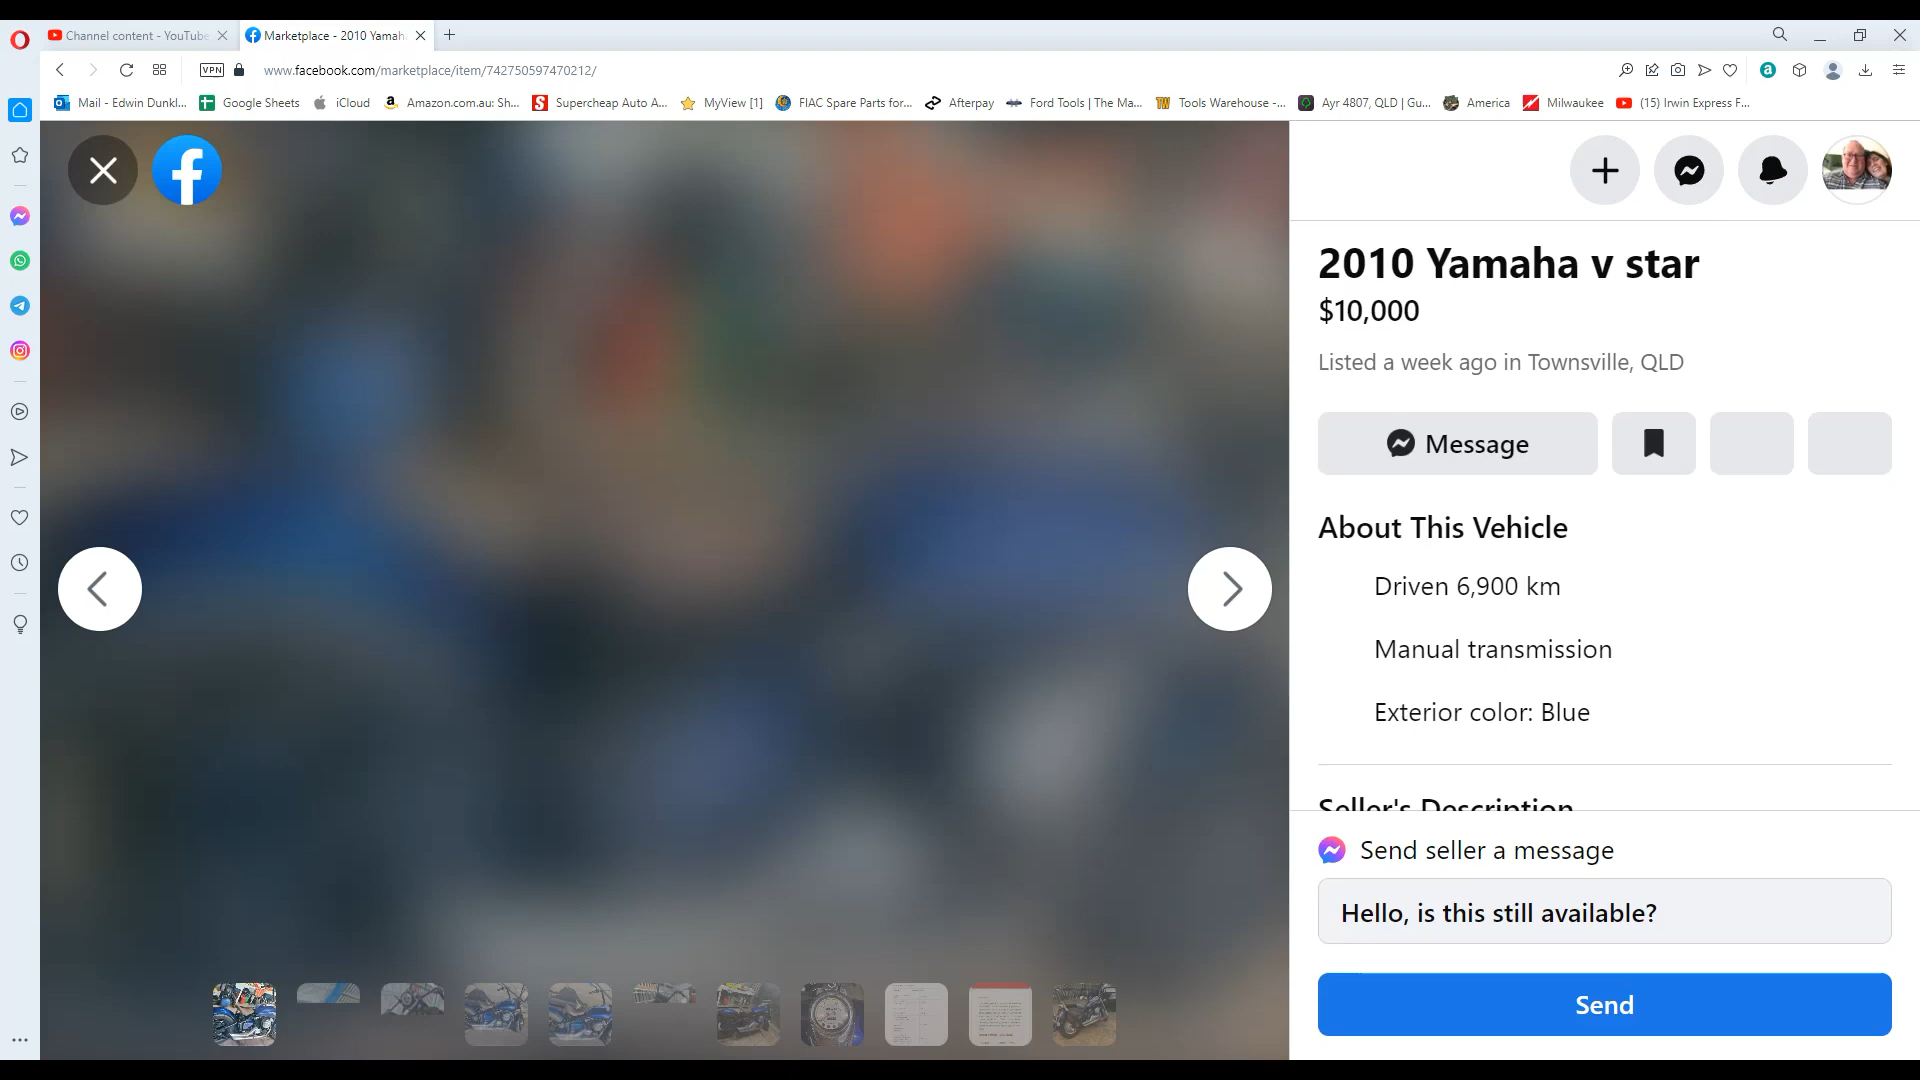 Channel content - YouTube
Marketplace - 2010 Yamah
VPN
www.facebook.com/marketplace/item/742750597470212/
Mail - Edwin Dunkl...
Google Sheets
iCloud
Amazon.com.au: Sh...
Supercheap Auto A...
MyView [1]
FIAC Spare Parts for...
Afterpay
Ford Tools | The Ma...
Tools Warehouse -...
Ayr 4807, QLD | Gu...
America
Milwaukee
(15) Irwin Express F...
2010 Yamaha v star
$10,000
Listed a week ago in Townsville, QLD
Message
About This Vehicle
Driven 6,900 km
Manual transmission
Exterior color: Blue
Seller's Description
Send seller a message
Hello, is this still available?
Send